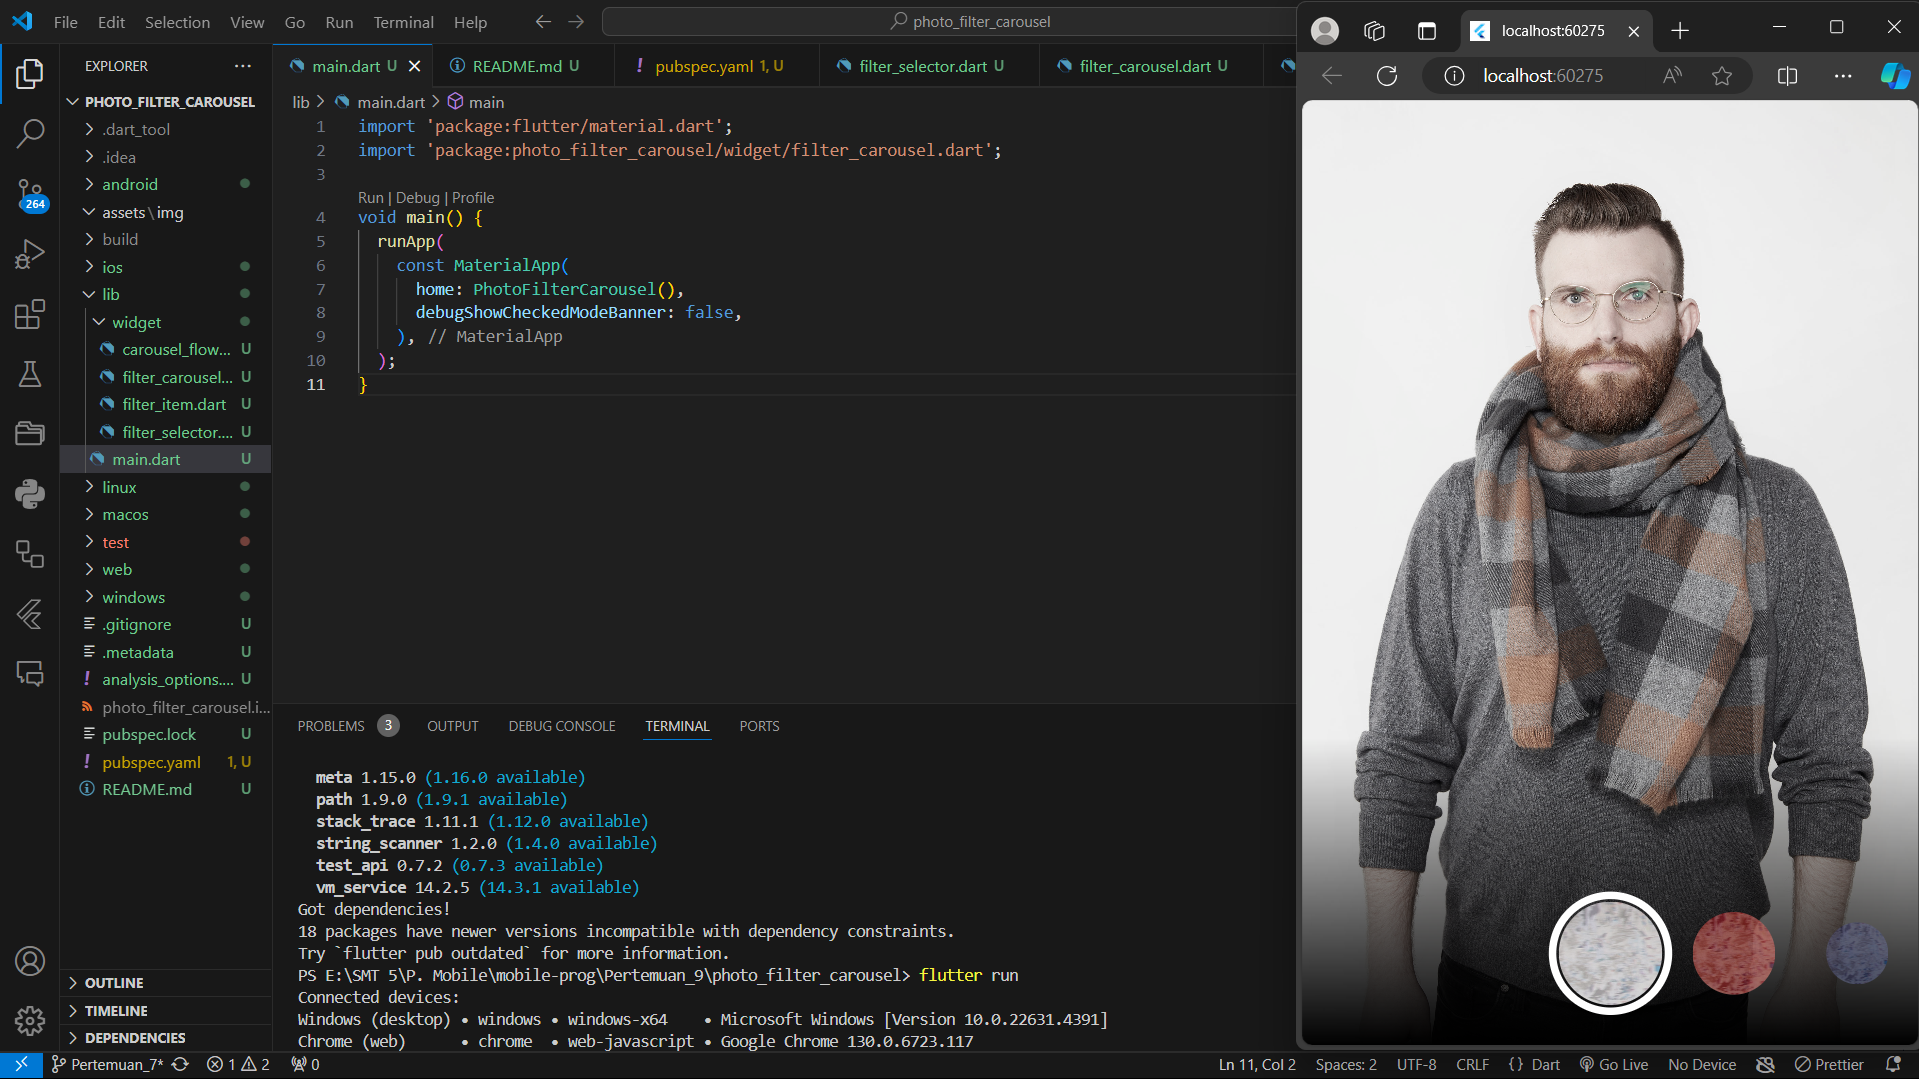 File Edit Selection View Go Run Terminal Help
photo_filter_carousel
localhost:60275
EXPLORER
main.dart U
README.md U
pubspec.yaml 1, U
filter_selector.dart U
filter_carousel.dart U
localhost:60275
PHOTO_FILTER_CAROUSEL
.dart_tool
.idea
android
assets\img
build
ios
lib
widget
carousel_flow... U
filter_carousel... U
filter_item.dart U
filter_selector.... U
main.dart U
linux
macos
test
web
windows
.gitignore U
.metadata U
analysis_options.... U
photo_filter_carousel.i...
pubspec.lock U
pubspec.yaml 1, U
README.md U
OUTLINE
TIMELINE
DEPENDENCIES
264
lib > main.dart > main
1 import 'package:flutter/material.dart';
2 import 'package:photo_filter_carousel/widget/filter_carousel.dart';
3
Run | Debug | Profile
4 void main() {
5 runApp(
6 const MaterialApp(
7 home: PhotoFilterCarousel(),
8 debugShowCheckedModeBanner: false,
9 ), // MaterialApp
10 );
11 }
PROBLEMS 3 OUTPUT DEBUG CONSOLE TERMINAL PORTS
meta 1.15.0 (1.16.0 available)
path 1.9.0 (1.9.1 available)
stack_trace 1.11.1 (1.12.0 available)
string_scanner 1.2.0 (1.4.0 available)
test_api 0.7.2 (0.7.3 available)
vm_service 14.2.5 (14.3.1 available)
Got dependencies!
18 packages have newer versions incompatible with dependency constraints.
Try `flutter pub outdated` for more information.
PS E:\SMT 5\P. Mobile\mobile-prog\Pertemuan_9\photo_filter_carousel> flutter run
Connected devices:
Windows (desktop) • windows • windows-x64 • Microsoft Windows [Version 10.0.22631.4391]
Chrome (web) • chrome • web-javascript • Google Chrome 130.0.6723.117
Pertemuan_7* 1 2 0
Ln 11, Col 2 Spaces: 2 UTF-8 CRLF {} Dart Go Live No Device Prettier